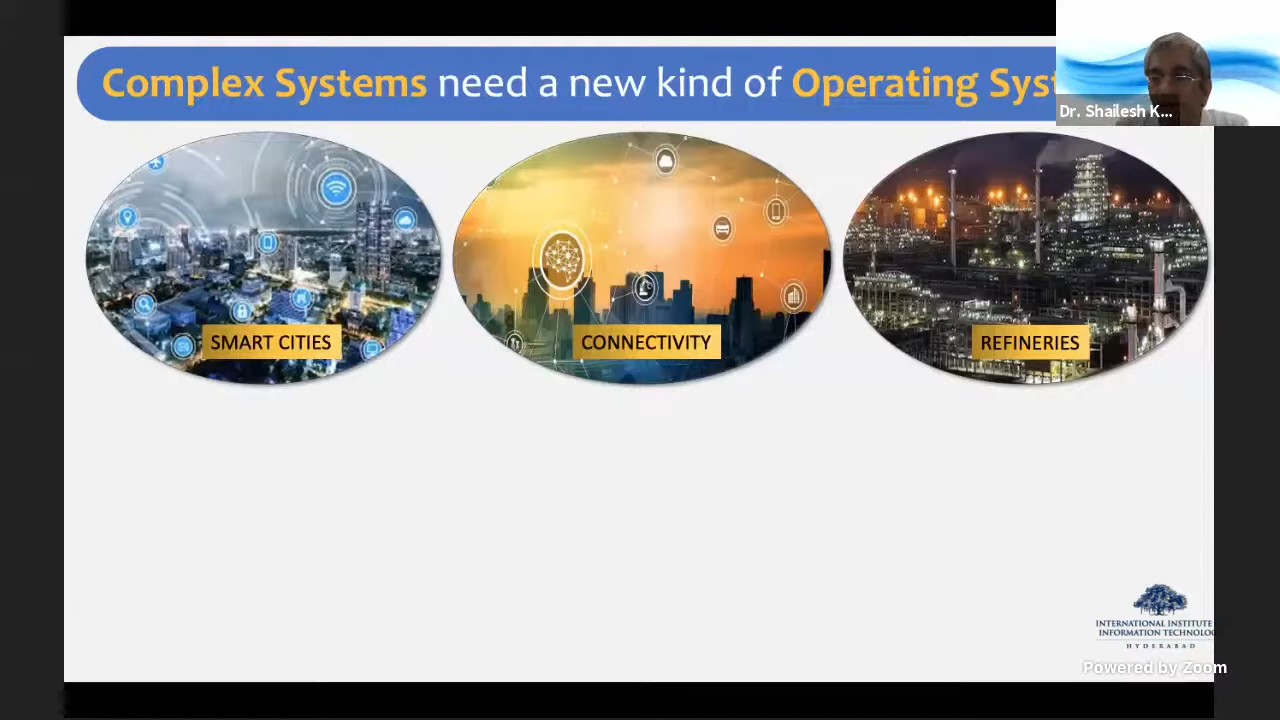 Complex Systems need a new kind of Operating Syst
Dr. Shailesh K...
SMART CITIES
CONNECTIVITY
REFINERIES
INTERNATIONAL INSTITUTE
INFORMATION TECHNOLO
HYDERABAD
Powered by Zoom